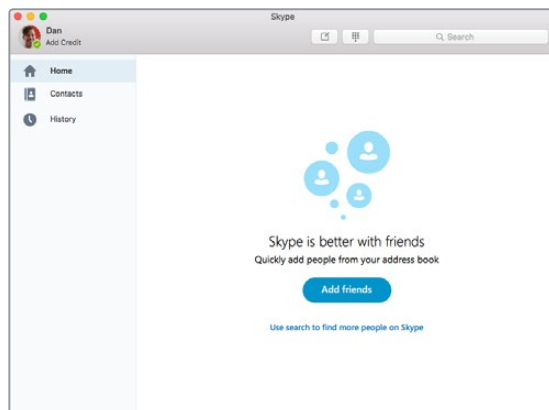 Skype
Dan
Add Credit
Search
Home
Contacts
History
Skype is better with friends
Quickly add people from your address book
Add friends
Use search to find more people on Skype